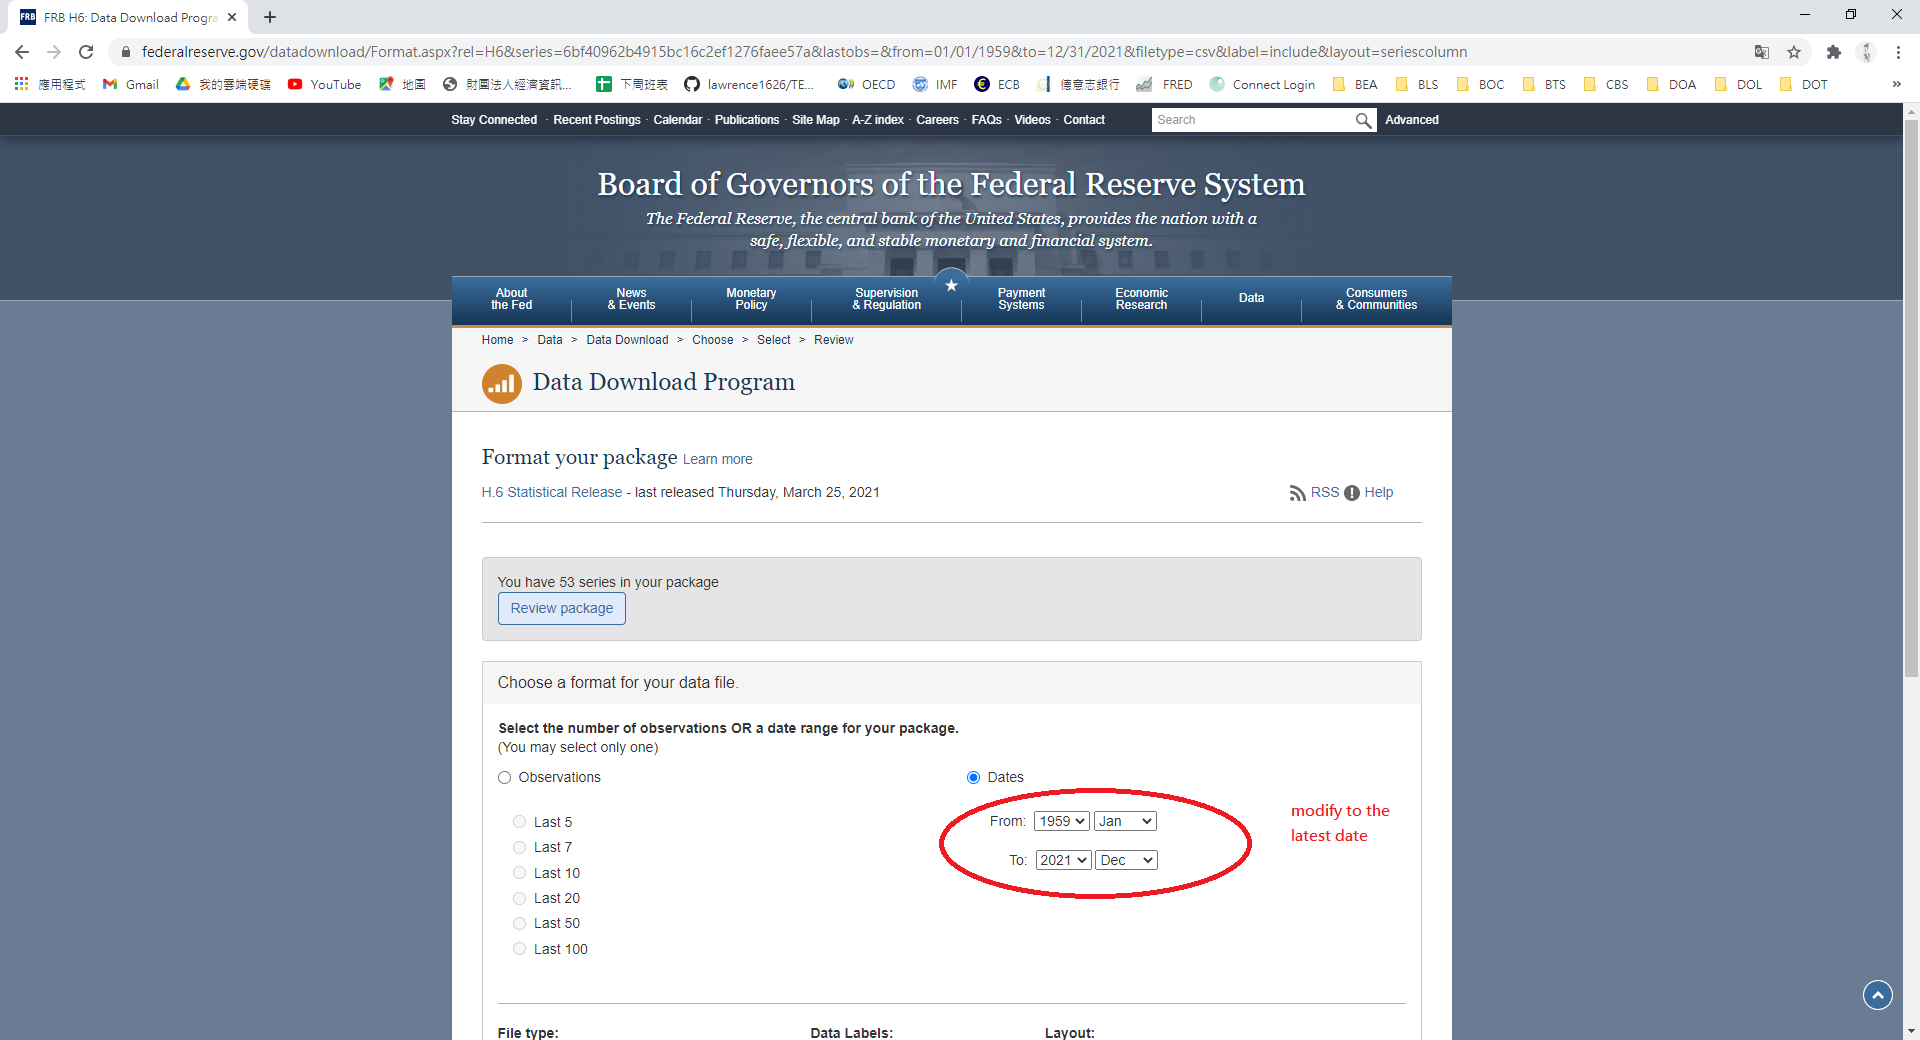 FRB H6: Data Download Progra
federalreserve.gov/datadownload/Format.aspx?rel=H6&series=6bf40962b4915bc16c2ef1276faee57a&lastobs=&from=01/01/1959&to=12/31/2021&filetype=csv&label=include&layout=seriescolumn
應用程式 Gmail 我的雲端硬碟 YouTube 地圖 財團法人經濟資訊... 下周班表 lawrence1626/TE... OECD IMF ECB 德意志銀行 FRED Connect Login BEA BLS BOC BTS CBS DOA DOL DOT »
Stay Connected · Recent Postings · Calendar · Publications · Site Map · A-Z index · Careers · FAQs · Videos · Contact Search Advanced
Board of Governors of the Federal Reserve System
The Federal Reserve, the central bank of the United States, provides the nation with a
safe, flexible, and stable monetary and financial system.
About the Fed
News & Events
Monetary Policy
Supervision & Regulation
Payment Systems
Economic Research
Data
Consumers & Communities
Home > Data > Data Download > Choose > Select > Review
Data Download Program
Format your package Learn more
H.6 Statistical Release - last released Thursday, March 25, 2021 RSS Help
You have 53 series in your package
Review package
Choose a format for your data file.
Select the number of observations OR a date range for your package.
(You may select only one)
Observations Dates
From: 1959 Jan
To: 2021 Dec
modify to the
latest date
Last 5
Last 7
Last 10
Last 20
Last 50
Last 100
File type: Data Labels: Layout: